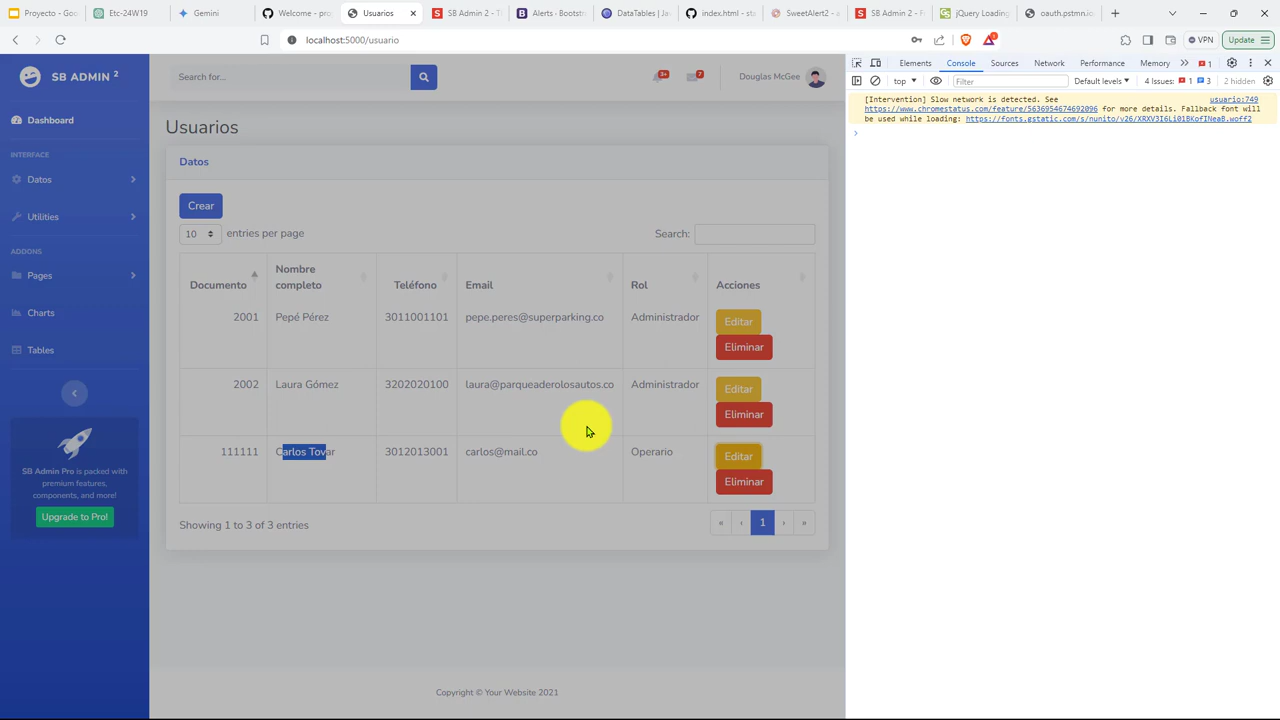 Proyecto - Go
Etc-24W19
Gemini
Welcome - pro
Usuarios
SB Admin 2 - T
Alerts · Bootst
DataTables | Ja
index.html - sta
SweetAlert2 - a
SB Admin 2 - F
jQuery Loading
oauth.pstmn.io
localhost:5000/usuario
VPN
Update
SB ADMIN 2
Search for...
3+
7
Douglas McGee
Elements
Console
Sources
Network
Performance
Memory
1
top
Filter
Default levels
4 Issues:
1
3
2 hidden
[Intervention] Slow network is detected. See
usuario:749
https://www.chromestatus.com/feature/5636954674692096 for more details. Fallback font will
be used while loading: https://fonts.gstatic.com/s/nunito/v26/XRXV3I6Li01BKofINeaB.woff2
Dashboard
INTERFACE
Datos
Utilities
ADDONS
Pages
Charts
Tables
SB Admin Pro is packed with
premium features,
components, and more!
Upgrade to Pro!
Usuarios
Datos
Crear
10 entries per page
Search:
Documento
Nombre
completo
Teléfono
Email
Rol
Acciones
2001 Pepé Pérez 3011001101 pepe.peres@superparking.co Administrador Editar
Eliminar
2002 Laura Gómez 3202020100 laura@parqueaderolosautos.co Administrador Editar
Eliminar
111111 Carlos Tovar 3012013001 carlos@mail.co Operario Editar
Eliminar
Showing 1 to 3 of 3 entries
« ‹ 1 › »
Copyright © Your Website 2021